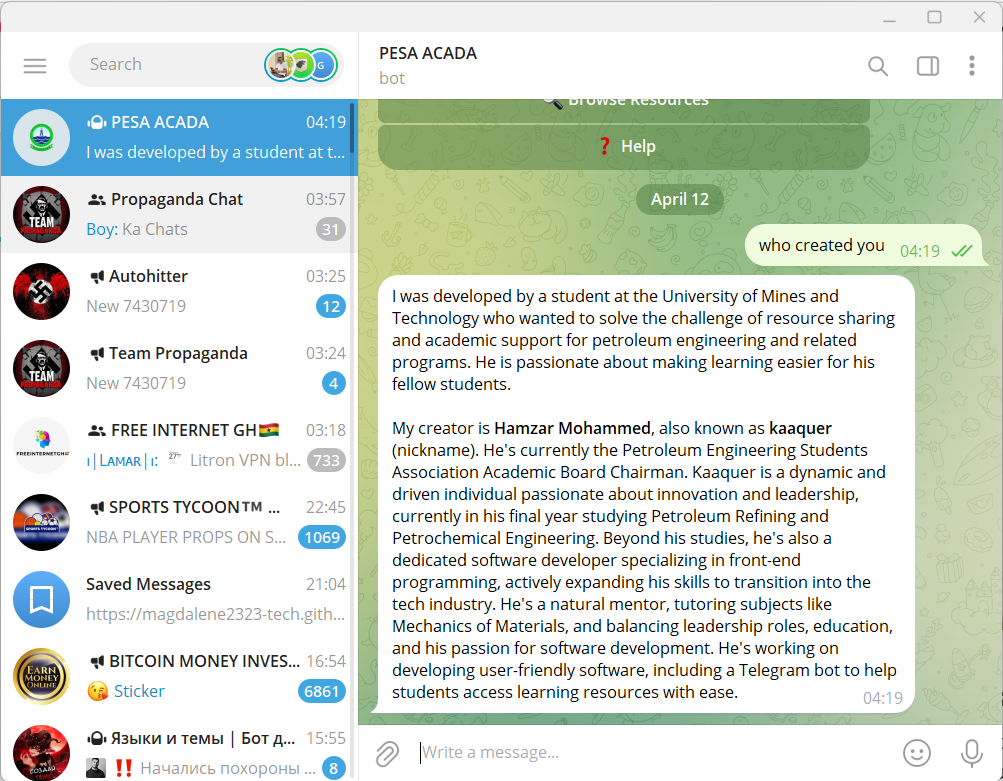 Search
G
PESA ACADA
bot
PESA ACADA 04:19
I was developed by a student at t...
Propaganda Chat 03:57
Boy: Ka Chats 31
TEAM
PROPAGANDA
Autohitter 03:25
New 7430719 12
Team Propaganda 03:24
New 7430719 4
TEAM
PROPAGANDA
FREE INTERNET GH 03:18
ı | LAMAR | ı: Litron VPN bl... 733
FREEINTERNETGH
SPORTS TYCOON™ ... 22:45
NBA PLAYER PROPS ON S... 1069
SPORTS TYCOON
Saved Messages 21:04
https://magdalene2323-tech.gith...
BITCOIN MONEY INVES... 16:54
Sticker 6861
EARN
MONEY
ONLINE
Языки и темы | Бот д... 15:55
Начались похороны ... 8
СОЗДАЙ
Browse Resources
Help
April 12
who created you 04:19
I was developed by a student at the University of Mines and
Technology who wanted to solve the challenge of resource sharing
and academic support for petroleum engineering and related
programs. He is passionate about making learning easier for his
fellow students.
My creator is Hamzar Mohammed, also known as kaaquer
(nickname). He's currently the Petroleum Engineering Students
Association Academic Board Chairman. Kaaquer is a dynamic and
driven individual passionate about innovation and leadership,
currently in his final year studying Petroleum Refining and
Petrochemical Engineering. Beyond his studies, he's also a
dedicated software developer specializing in front-end
programming, actively expanding his skills to transition into the
tech industry. He's a natural mentor, tutoring subjects like
Mechanics of Materials, and balancing leadership roles, education,
and his passion for software development. He's working on
developing user-friendly software, including a Telegram bot to help
students access learning resources with ease.
04:19
Write a message...